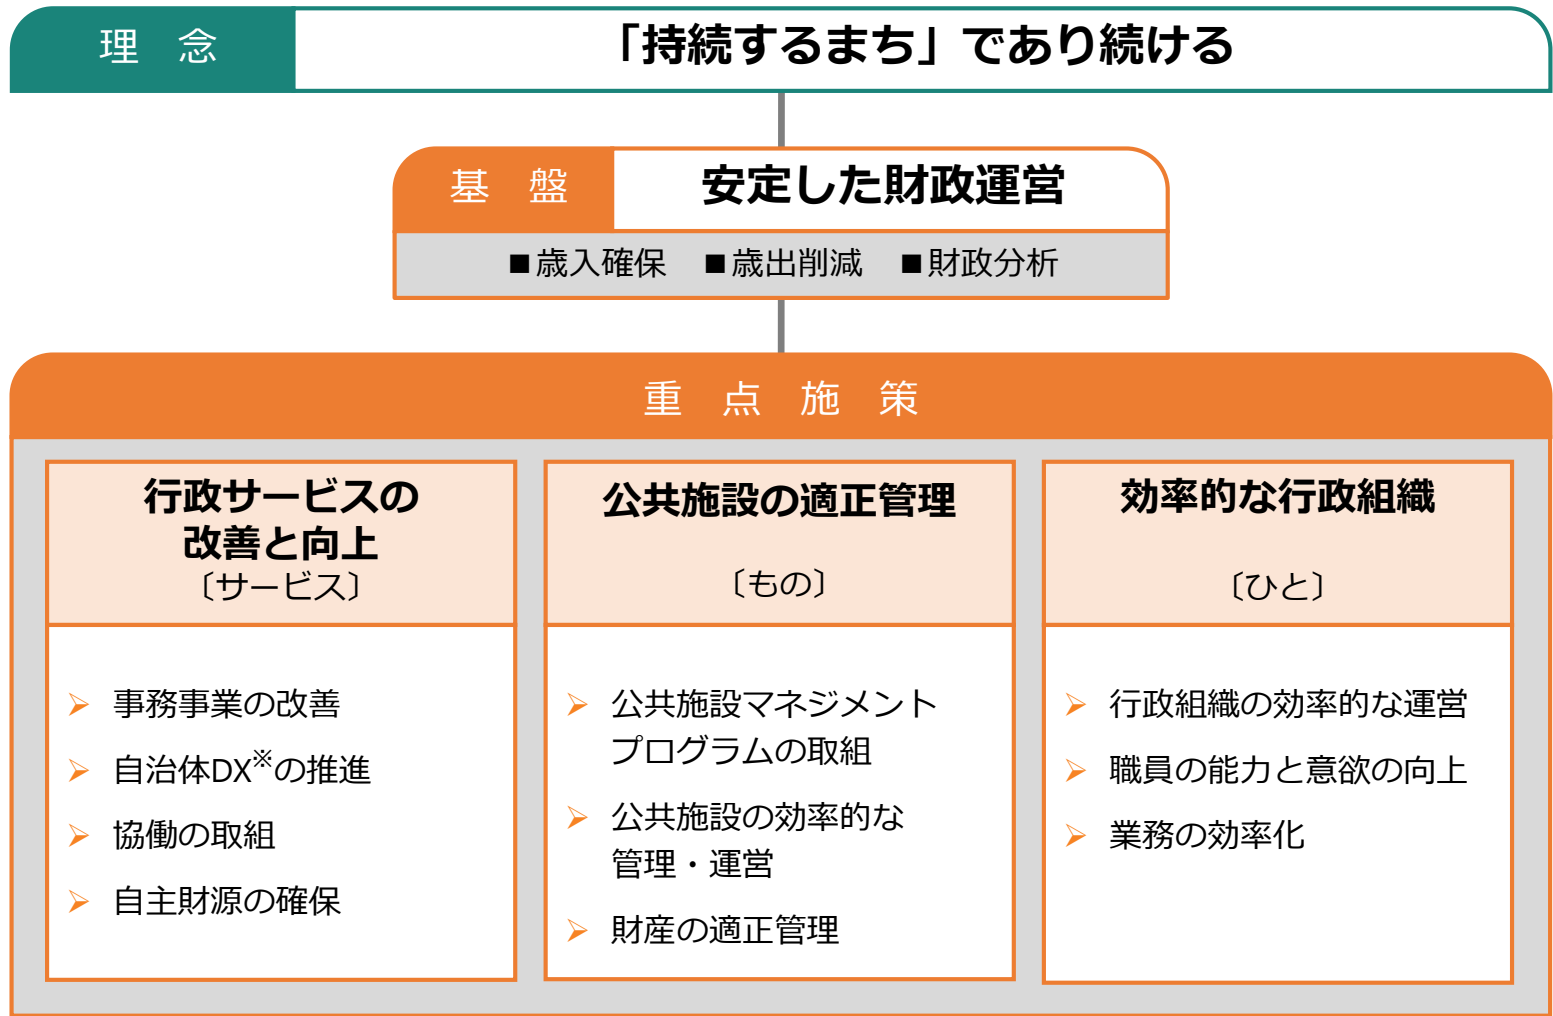 理　念
「持続するまち」であり続ける
基　盤
安定した財政運営
■歳入確保　■歳出削減　■財政分析
重　点　施　策
行政サービスの
改善と向上
〔サービス〕
➢ 事務事業の改善
➢ 自治体DX※の推進
➢ 協働の取組
➢ 自主財源の確保
公共施設の適正管理
〔もの〕
➢ 公共施設マネジメント
プログラムの取組
➢ 公共施設の効率的な
管理・運営
➢ 財産の適正管理
効率的な行政組織
〔ひと〕
➢ 行政組織の効率的な運営
➢ 職員の能力と意欲の向上
➢ 業務の効率化